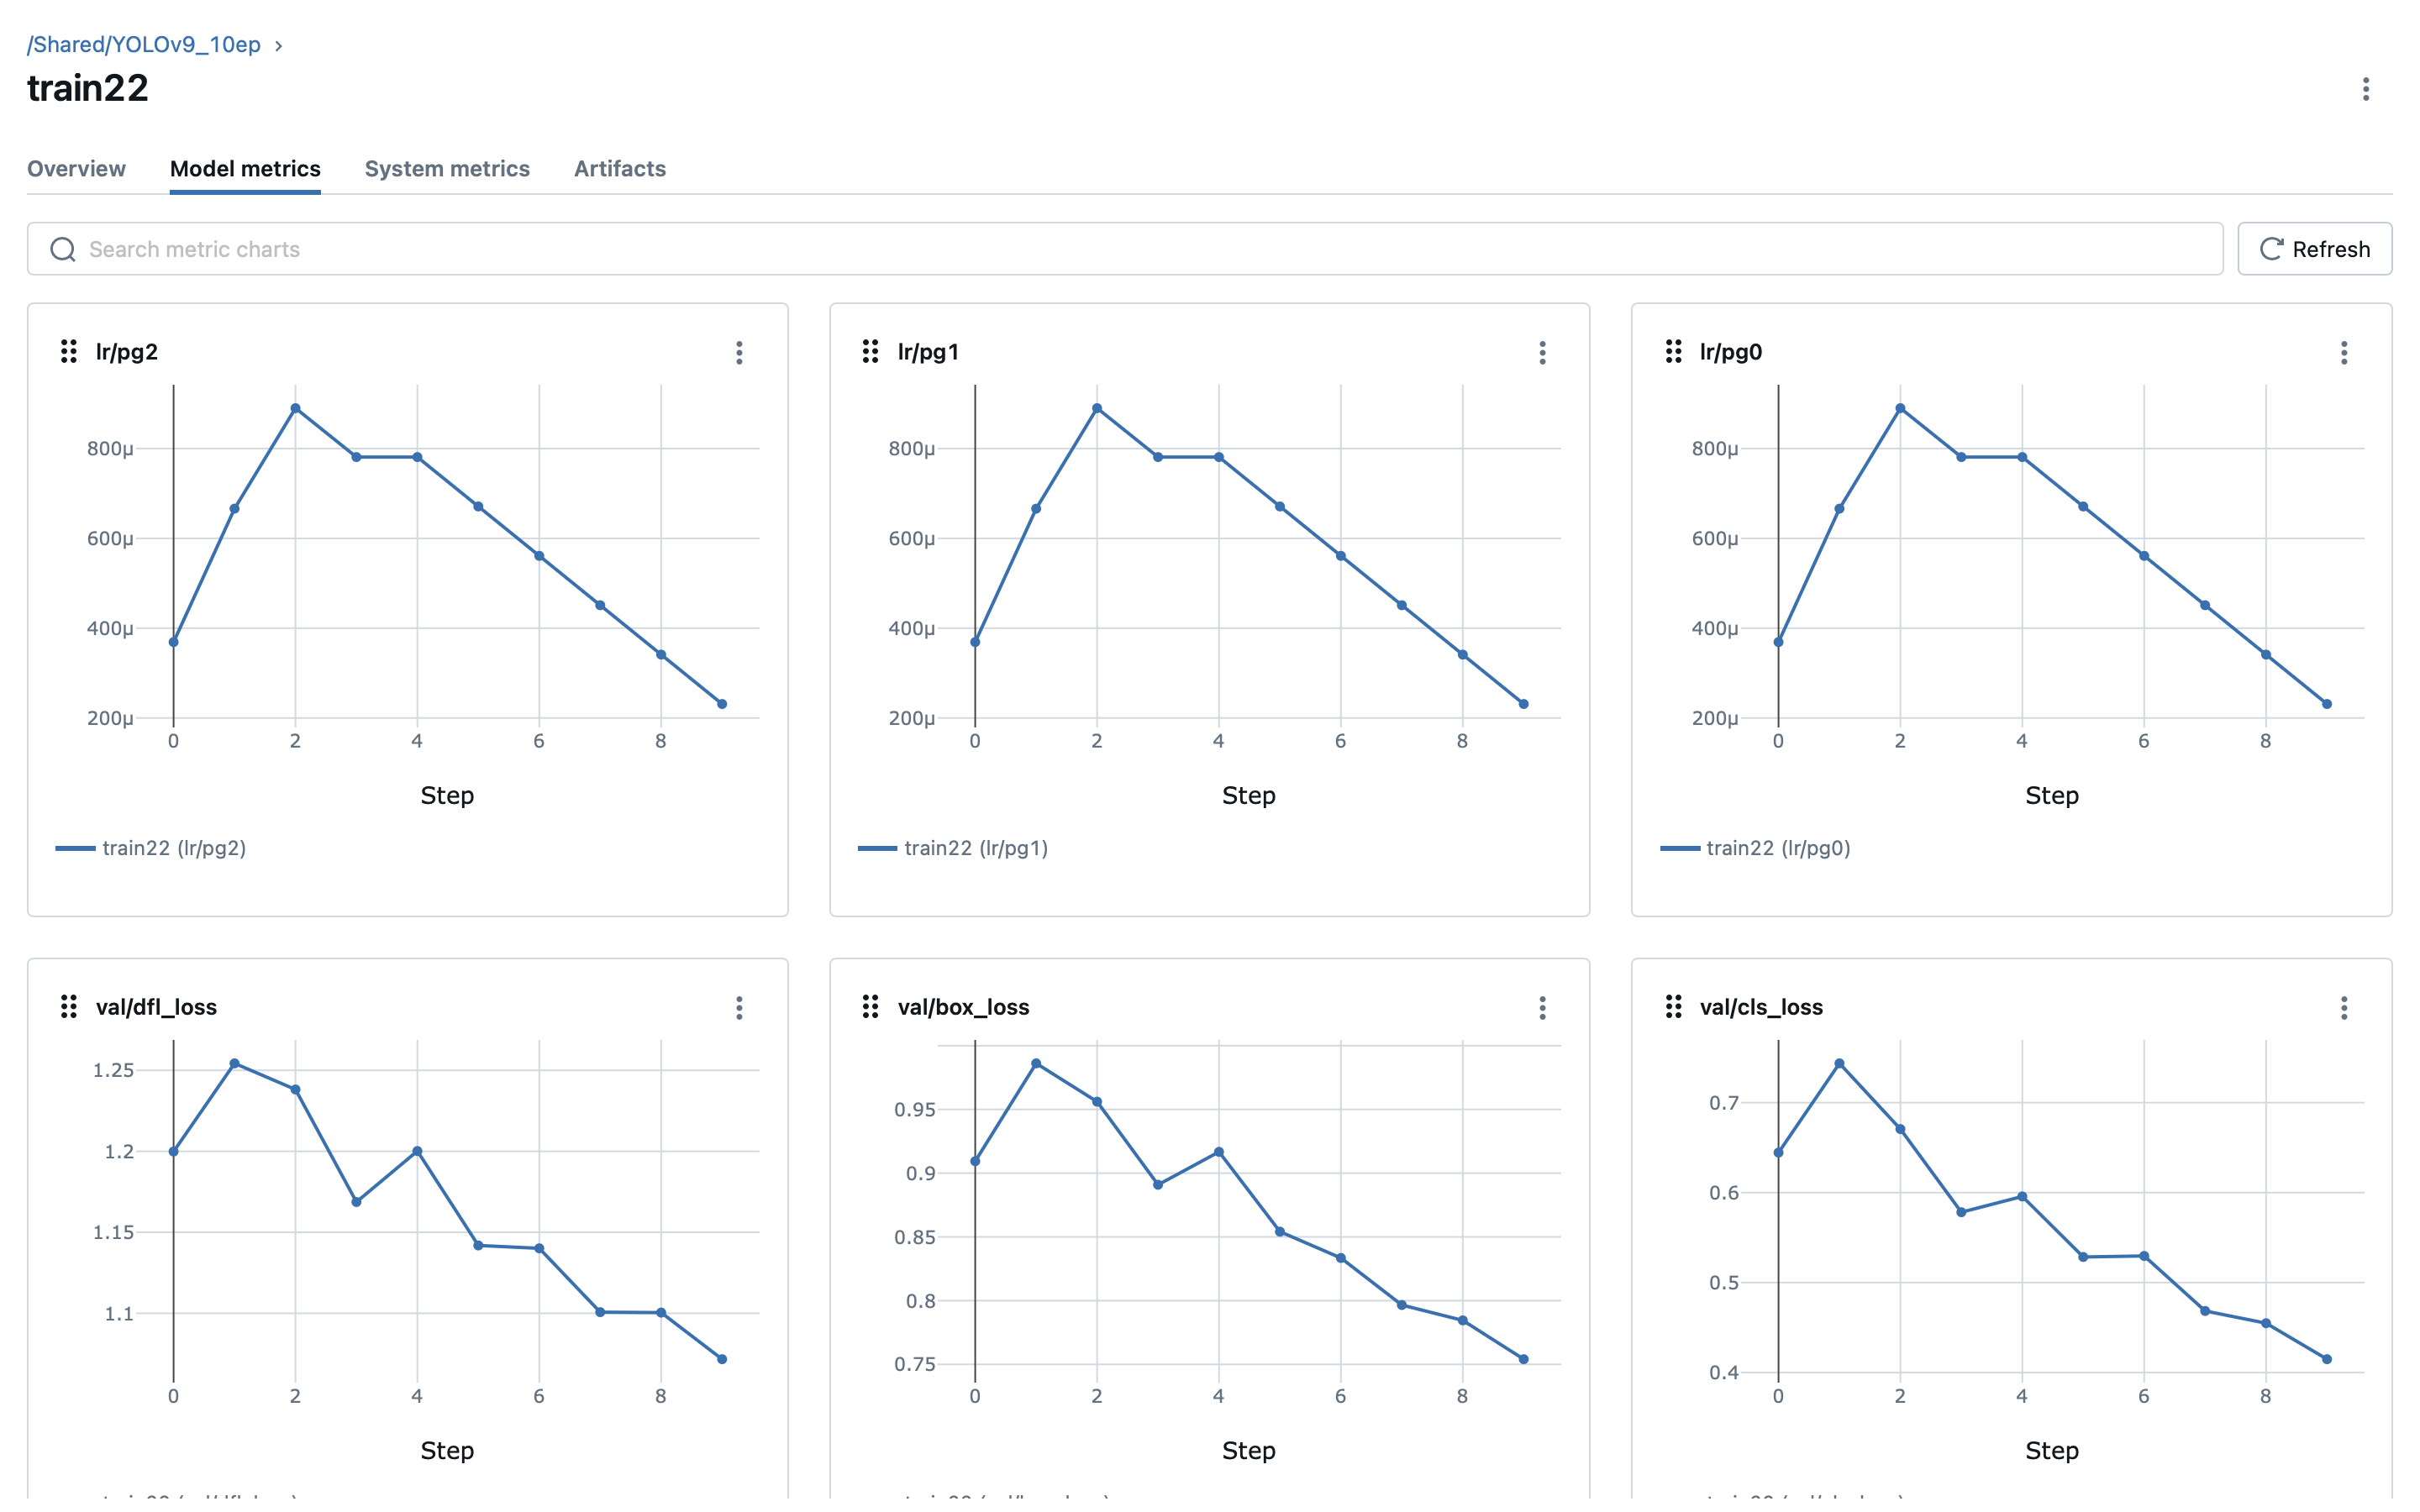 /Shared/YOLOv9_10ep ›
train22
Overview Model metrics System metrics Artifacts
Search metric charts
Refresh
lr/pg2
800μ
600μ
400μ
200μ
0 2 4 6 8
Step
train22 (lr/pg2)
lr/pg1
800μ
600μ
400μ
200μ
0 2 4 6 8
Step
train22 (lr/pg1)
lr/pg0
800μ
600μ
400μ
200μ
0 2 4 6 8
Step
train22 (lr/pg0)
val/dfl_loss
1.25
1.2
1.15
1.1
0 2 4 6 8
Step
val/box_loss
0.95
0.9
0.85
0.8
0.75
0 2 4 6 8
Step
val/cls_loss
0.7
0.6
0.5
0.4
0 2 4 6 8
Step